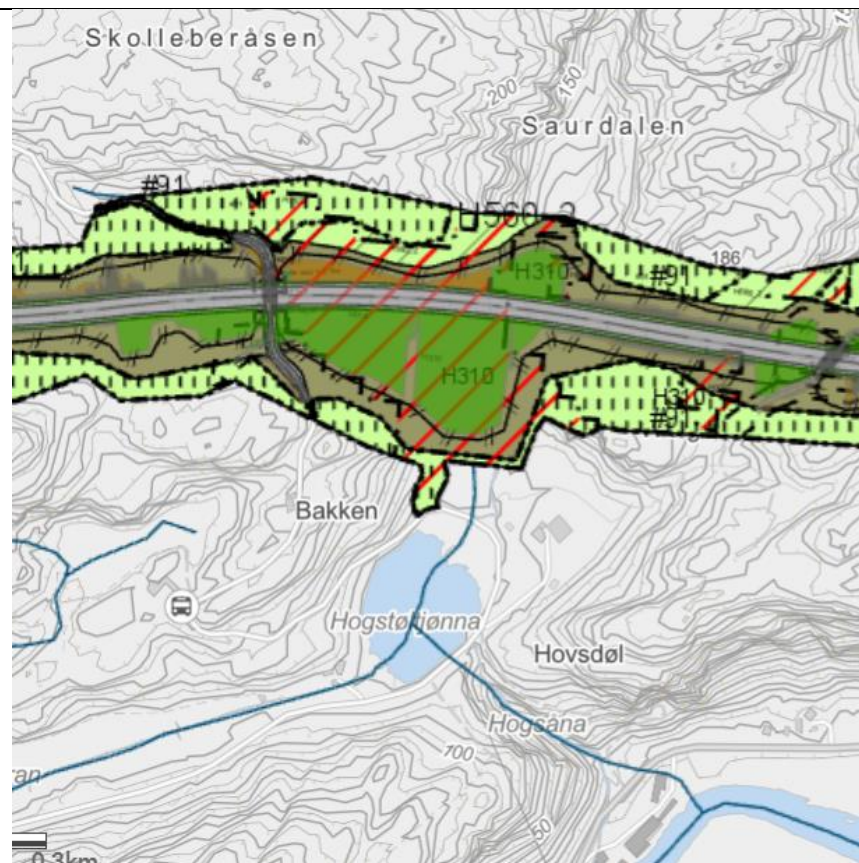 Skolleberåsen
200
150
Saurdalen
#91
H560_2
186
H310
#91
H310
H310
#91
Bakken
Hogstøltjønna
Hovsdøl
Hogsåna
700
50
0.3km